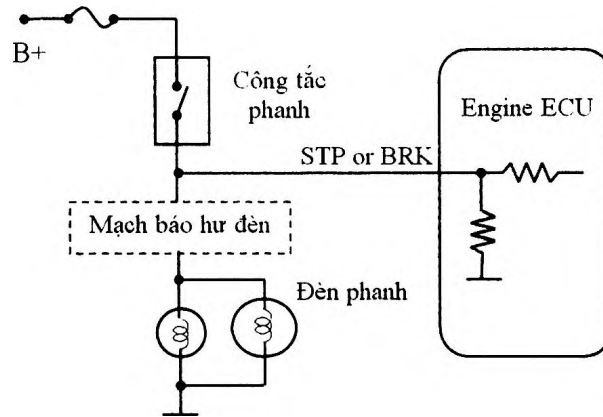 B+
Công tắc
phanh
Engine ECU
STP or BRK
Mạch báo hư đèn
Đèn phanh